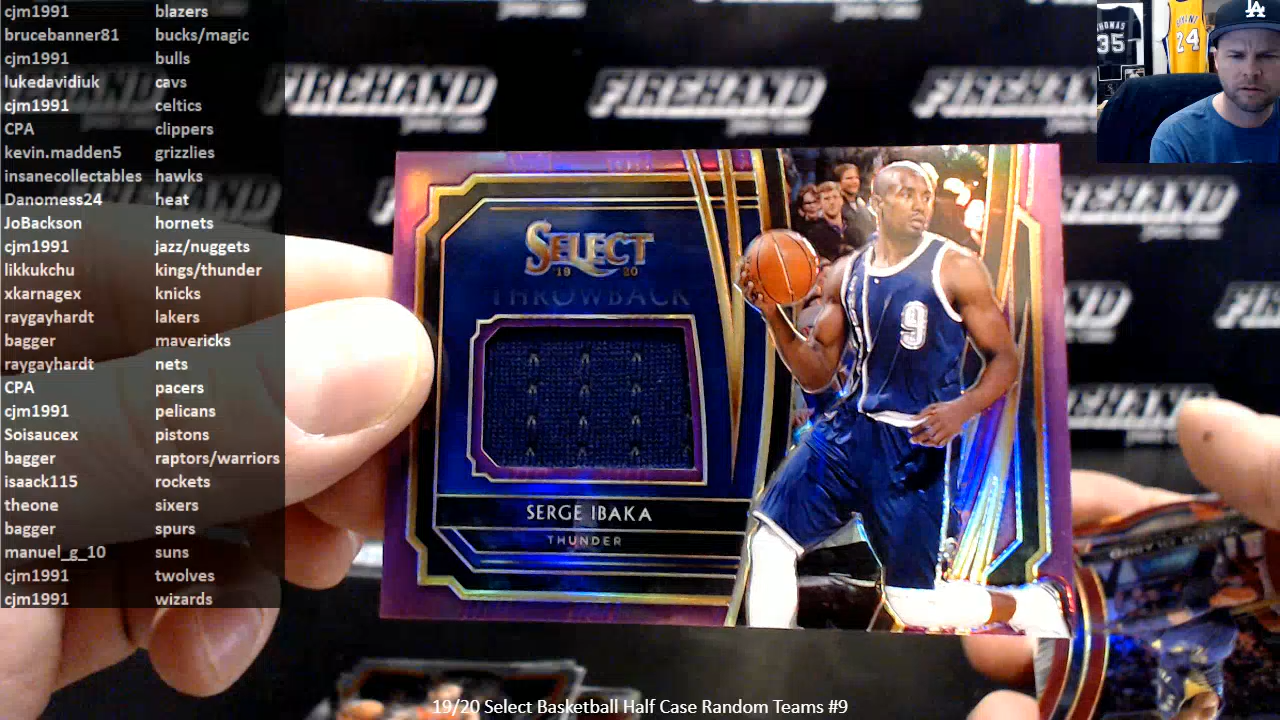 cjm1991 blazers
brucebanner81 bucks/magic
cjm1991 bulls
lukedavidiuk cavs
cjm1991 celtics
CPA clippers
kevin.madden5 grizzlies
insanecollectables hawks
Danomess24 heat
JoBackson hornets
cjm1991 jazz/nuggets
likkukchu kings/thunder
xkarnagex knicks
raygayhardt lakers
bagger mavericks
raygayhardt nets
CPA pacers
cjm1991 pelicans
Soisaucex pistons
bagger raptors/warriors
isaack115 rockets
theone sixers
bagger spurs
manuel_g_10 suns
cjm1991 twolves
cjm1991 wizards
FIREHAND FIREHAND FIREHAND
SELECT
'19 20
THROWBACK
SERGE IBAKA
THUNDER
9
35
24
LA
19/20 Select Basketball Half Case Random Teams #9